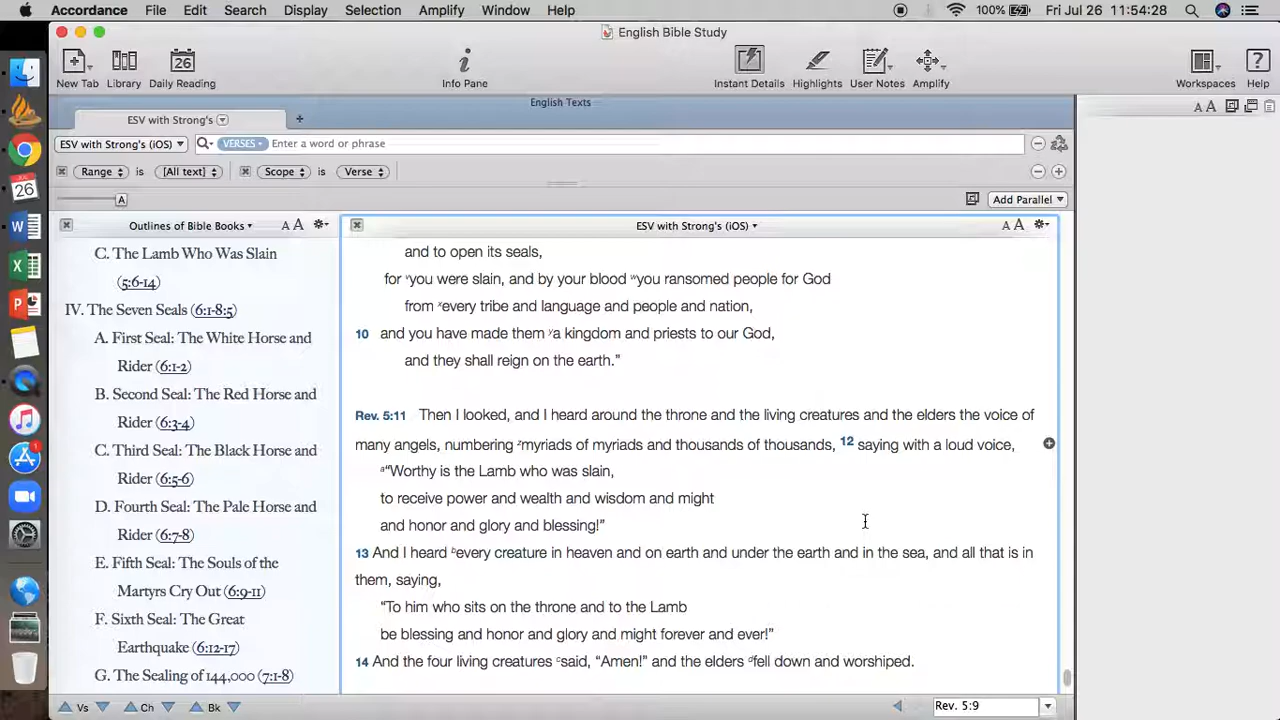 Accordance File Edit Search Display Selection Amplify Window Help 100% Fri Jul 26 11:54:28
English Bible Study
New Tab Library Daily Reading Info Pane Instant Details Highlights User Notes Amplify Workspaces Help
26
English Texts
ESV with Strong's +
ESV with Strong's (iOS) VERSES Enter a word or phrase
Range is [All text] Scope is Verse
A
Add Parallel
Outlines of Bible Books A A
C. The Lamb Who Was Slain
(5:6-14)
IV. The Seven Seals (6:1-8:5)
A. First Seal: The White Horse and
Rider (6:1-2)
B. Second Seal: The Red Horse and
Rider (6:3-4)
C. Third Seal: The Black Horse and
Rider (6:5-6)
D. Fourth Seal: The Pale Horse and
Rider (6:7-8)
E. Fifth Seal: The Souls of the
Martyrs Cry Out (6:9-11)
F. Sixth Seal: The Great
Earthquake (6:12-17)
G. The Sealing of 144,000 (7:1-8)
ESV with Strong's (iOS) A A
and to open its seals,
for vyou were slain, and by your blood wyou ransomed people for God
from xevery tribe and language and people and nation,
10 and you have made them ya kingdom and priests to our God,
and they shall reign on the earth.”
Rev. 5:11 Then I looked, and I heard around the throne and the living creatures and the elders the voice of
many angels, numbering zmyriads of myriads and thousands of thousands, 12 saying with a loud voice,
a“Worthy is the Lamb who was slain,
to receive power and wealth and wisdom and might
and honor and glory and blessing!”
13 And I heard bevery creature in heaven and on earth and under the earth and in the sea, and all that is in
them, saying,
“To him who sits on the throne and to the Lamb
be blessing and honor and glory and might forever and ever!”
14 And the four living creatures csaid, “Amen!” and the elders dfell down and worshiped.
Vs Ch Bk Rev. 5:9
A A
26
1